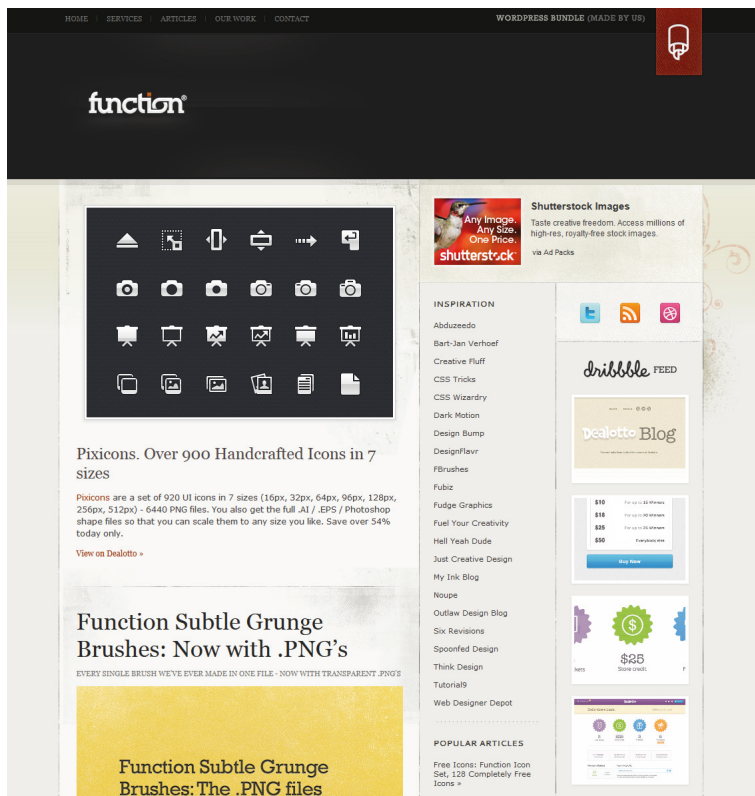 HOME
SERVICES
ARTICLES
OUR WORK
CONTACT
WORDPRESS BUNDLE (MADE BY US)
function®
Pixicons. Over 900 Handcrafted Icons in 7
sizes
Pixicons are a set of 920 UI icons in 7 sizes (16px, 32px, 64px, 96px, 128px,
256px, 512px) - 6440 PNG files. You also get the full .AI / .EPS / Photoshop
shape files so that you can scale them to any size you like. Save over 54%
today only.
View on Dealotto »
Function Subtle Grunge
Brushes: Now with .PNG's
EVERY SINGLE BRUSH WE'VE EVER MADE IN ONE FILE - NOW WITH TRANSPARENT .PNG'S
Function Subtle Grunge
Brushes: The .PNG files
Any Image.
Any Size.
One Price.
shutterstock
Shutterstock Images
Taste creative freedom. Access millions of
high-res, royalty-free stock images.
via Ad Packs
INSPIRATION
Abduzeedo
Bart-Jan Verhoef
Creative Fluff
CSS Tricks
CSS Wizardry
Dark Motion
Design Bump
DesignFlavr
FBrushes
Fubiz
Fudge Graphics
Fuel Your Creativity
Hell Yeah Dude
Just Creative Design
My Ink Blog
Noupe
Outlaw Design Blog
Six Revisions
Spoonfed Design
Think Design
Tutorial9
Web Designer Depot
POPULAR ARTICLES
Free Icons: Function Icon
Set, 128 Completely Free
Icons »
dribbble FEED
Dealotto Blog
$10
$18
$25
$50
Everybody wins
Buy Now
kets
$25
Store credit
F